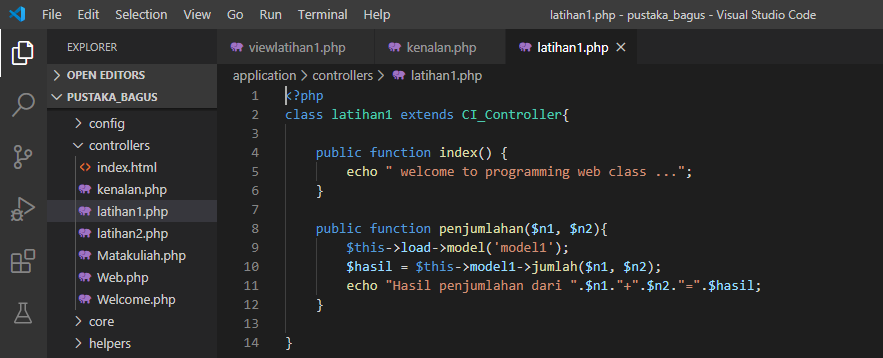 File Edit Selection View Go Run Terminal Help latihan1.php - pustaka_bagus - Visual Studio Code
EXPLORER
OPEN EDITORS
PUSTAKA_BAGUS
config
controllers
index.html
kenalan.php
latihan1.php
latihan2.php
Matakuliah.php
Web.php
Welcome.php
core
helpers
viewlatihan1.php kenalan.php latihan1.php
application > controllers > latihan1.php
1 <?php
2 class latihan1 extends CI_Controller{
3
4 public function index() {
5 echo " welcome to programming web class ...";
6 }
7
8 public function penjumlahan($n1, $n2){
9 $this->load->model('model1');
10 $hasil = $this->model1->jumlah($n1, $n2);
11 echo "Hasil penjumlahan dari ".$n1."+".$n2."=".$hasil;
12 }
13
14 }